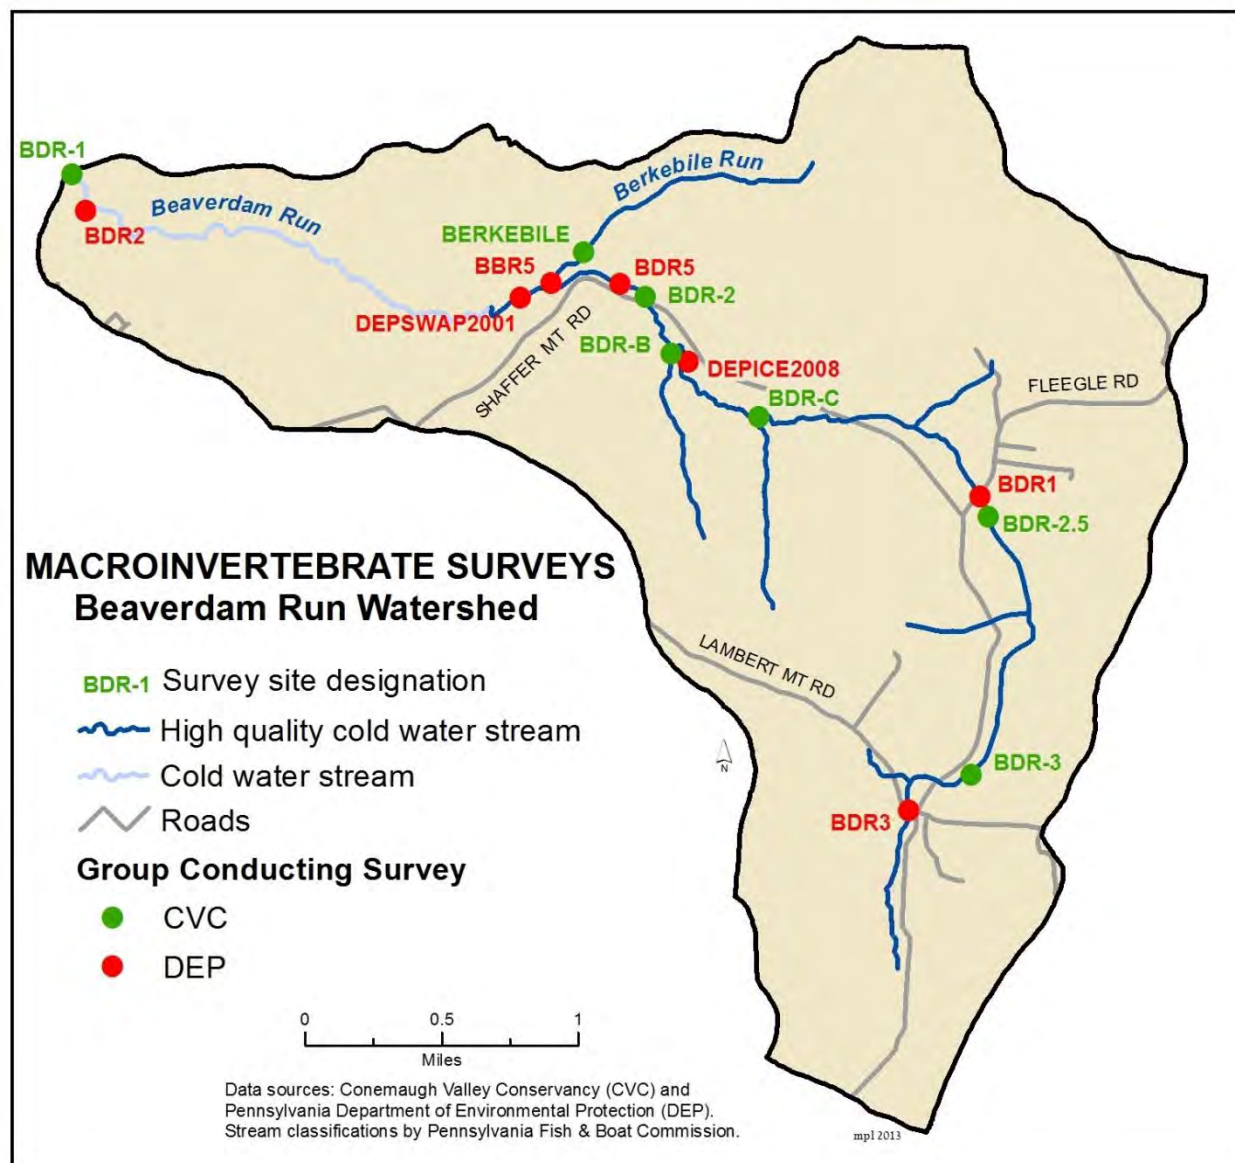 BDR-1
Berkebile Run
Beaverdam Run
BDR2
BERKEBILE
BBR5
BDR5
BDR-2
DEPSWAP2001
SHAFFER MT RD
BDR-B
DEPICE2008
BDR-C
FLEEGLE RD
BDR1
BDR-2.5
MACROINVERTEBRATE SURVEYS
Beaverdam Run Watershed
LAMBERT MT RD
BDR-1 Survey site designation
High quality cold water stream
Cold water stream
Roads
N
BDR-3
BDR3
Group Conducting Survey
CVC
DEP
0 0.5 1
Miles
Data sources: Conemaugh Valley Conservancy (CVC) and
Pennsylvania Department of Environmental Protection (DEP).
Stream classifications by Pennsylvania Fish & Boat Commission.
mpl 2013